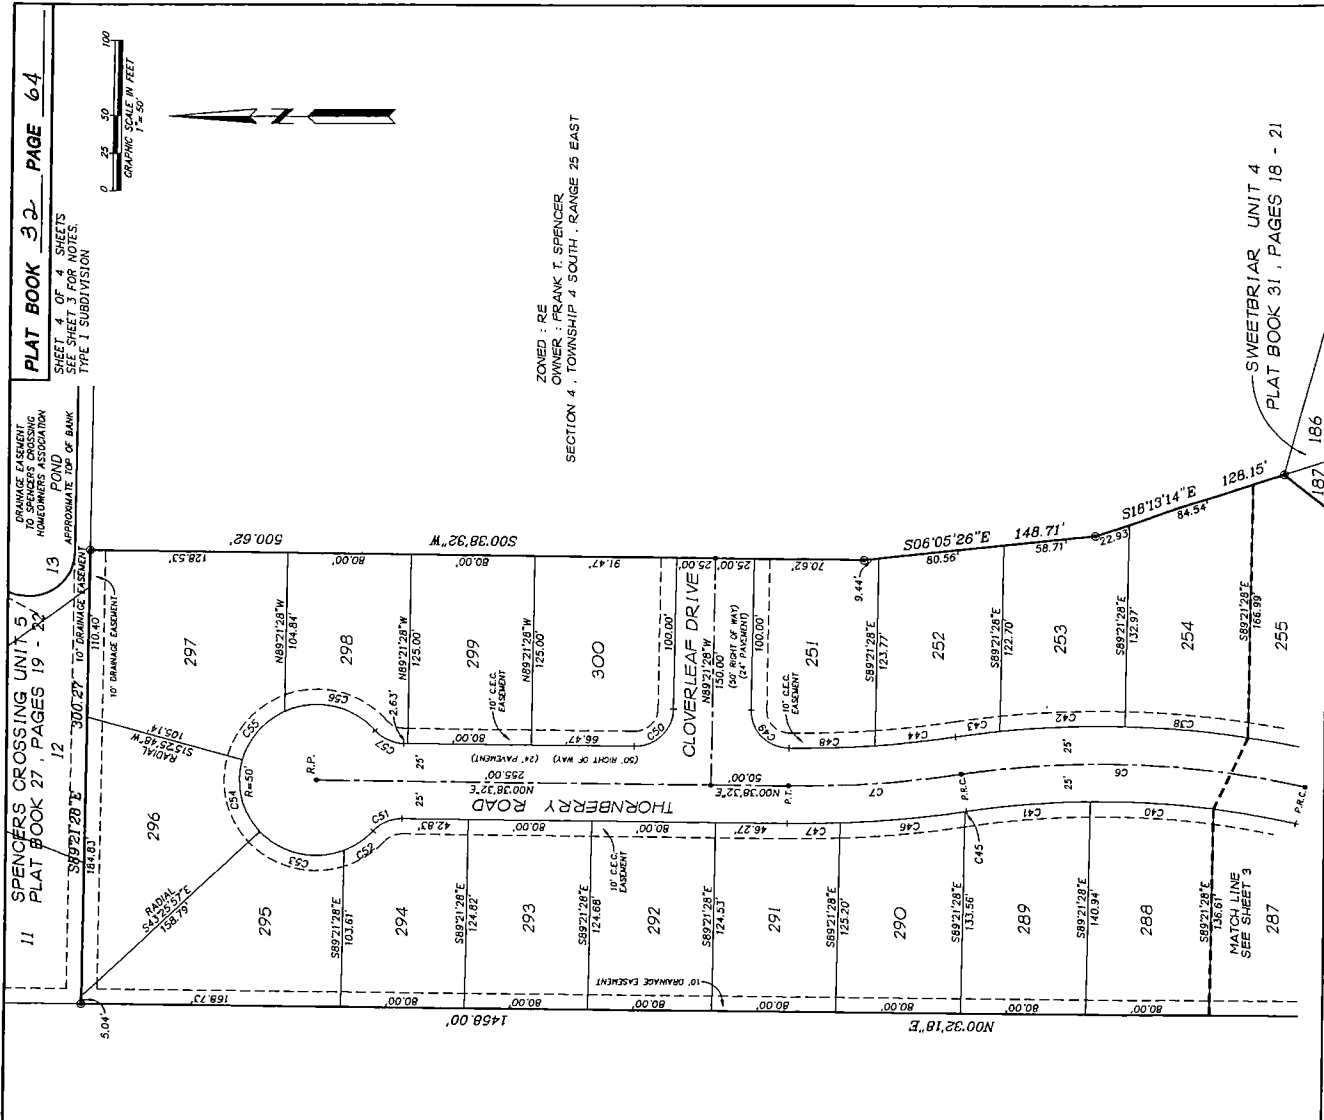 PLAT BOOK 32 PAGE 64
SHEET 4 OF 4 SHEETS
SEE SHEET 3 FOR NOTES.
TYPE 1 SUBDIVISION
0 25 50 100
GRAPHIC SCALE IN FEET
1"= 50'
N
DRAINAGE EASEMENT
TO SPENCERS CROSSING
HOMEOWNERS ASSOCIATION
POND
APPROXIMATE TOP OF BANK
SPENCERS CROSSING UNIT 5
PLAT BOOK 27, PAGES 19 - 22
11
12
13
S89°21'28"E 300.27'
184.83'
110.40'
10' DRAINAGE EASEMENT
10' DRAINAGE EASEMENT
5.04'
ZONED : RE
OWNER : FRANK T. SPENCER
SECTION 4, TOWNSHIP 4 SOUTH, RANGE 25 EAST
S00°38'32"W 500.62'
128.53'
80.00'
80.00'
91.47'
25.00'
25.00'
70.62'
9.44'
297
N89°21'28"W
104.84'
298
N89°21'28"W
125.00'
299
N89°21'28"W
125.00'
300
100.00'
CLOVERLEAF DRIVE
N89°21'28"W
150.00'
(50' RIGHT OF WAY)
(24' PAVEMENT)
100.00'
251
S89°21'28"E
123.77'
252
S89°21'28"E
122.70'
253
S89°21'28"E
132.97'
254
S89°21'28"E
166.99'
255
S06°05'26"E 148.71'
80.56'
58.71'
S18°13'14"E 128.15'
22.93'
84.54'
SWEETBRIAR UNIT 4
PLAT BOOK 31, PAGES 18 - 21
186
187
RADIAL
S15°25'48"W
105.14'
296
RADIAL
S43°25'57"E
158.79'
R=50'
R.P.
C53
C54
C55
C56
C57
C52
C51
2.63'
25'
25'
80.00'
66.47'
10' C.E.C.
EASEMENT
C50
C49
10' C.E.C.
EASEMENT
(50' RIGHT OF WAY) (24' PAVEMENT)
255.00'
N00°38'32"E
THORNBERRY ROAD
50.00'
N00°38'32"E
P.T.
C7
P.R.C.
C6
P.R.C.
C48
C44
C43
C42
C38
25'
25'
42.83'
80.00'
80.00'
46.27'
C47
C46
C45
C41
C40
10' C.E.C.
EASEMENT
295
S89°21'28"E
103.61'
294
S89°21'28"E
124.82'
293
S89°21'28"E
124.68'
292
S89°21'28"E
124.53'
291
S89°21'28"E
125.20'
290
S89°21'28"E
133.56'
289
S89°21'28"E
140.94'
288
S89°21'28"E
136.61'
MATCH LINE
SEE SHEET 3
287
10' DRAINAGE EASEMENT
168.73'
80.00'
80.00'
80.00'
80.00'
80.00'
80.00'
80.00'
1458.00'
N00°32'18"E